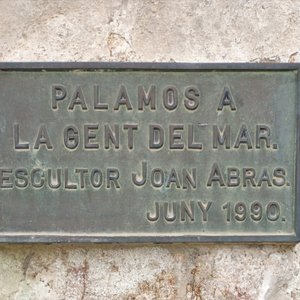 PALAMOS A
LA GENT DEL MAR.
ESCULTOR JOAN ABRAS.
JUNY 1990.